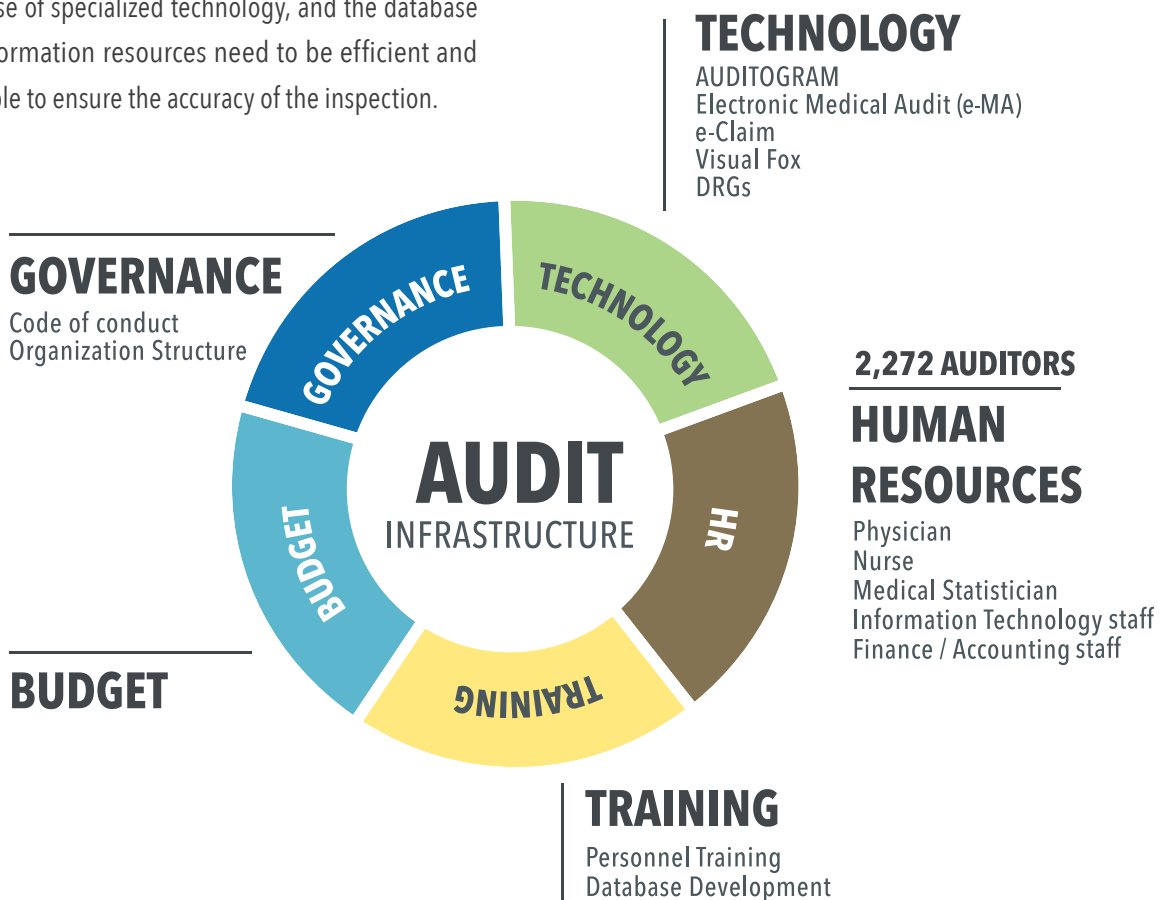 of specialized technology, and the database
resources need to be efficient and
to ensure the accuracy of the inspection.
TECHNOLOGY
AUDITOGRAM
Electronic Medical Audit (e-MA)
e-Claim
Visual Fox
DRGs
GOVERNANCE
Code of conduct
Organization Structure
GOVERNANCE
TECHNOLOGY
HR
TRAINING
BUDGET
AUDIT
INFRASTRUCTURE
2,272 AUDITORS
HUMAN
RESOURCES
Physician
Nurse
Medical Statistician
Information Technology staff
Finance / Accounting staff
BUDGET
TRAINING
Personnel Training
Database Development